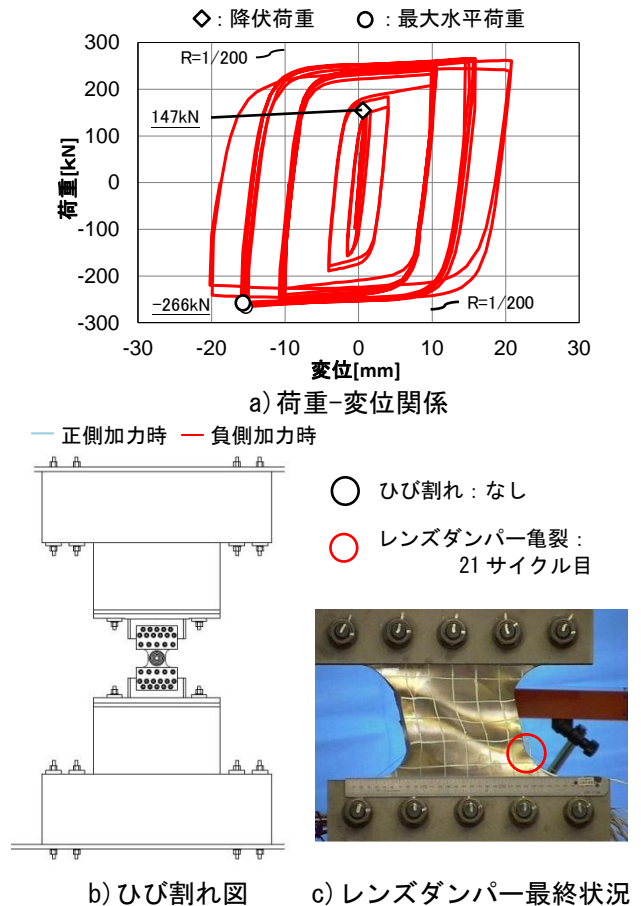 ◇:降伏荷重 ○:最大水平荷重
300
200
100
0
-100
-200
-300
荷重[kN]
R=1/200
147kN
-266kN
R=1/200
-30 -20 -10 0 10 20 30
変位[mm]
a)荷重-変位関係
正側加力時 負側加力時
ひび割れ:なし
レンズダンパー亀裂:
21サイクル目
b)ひび割れ図 c)レンズダンパー最終状況